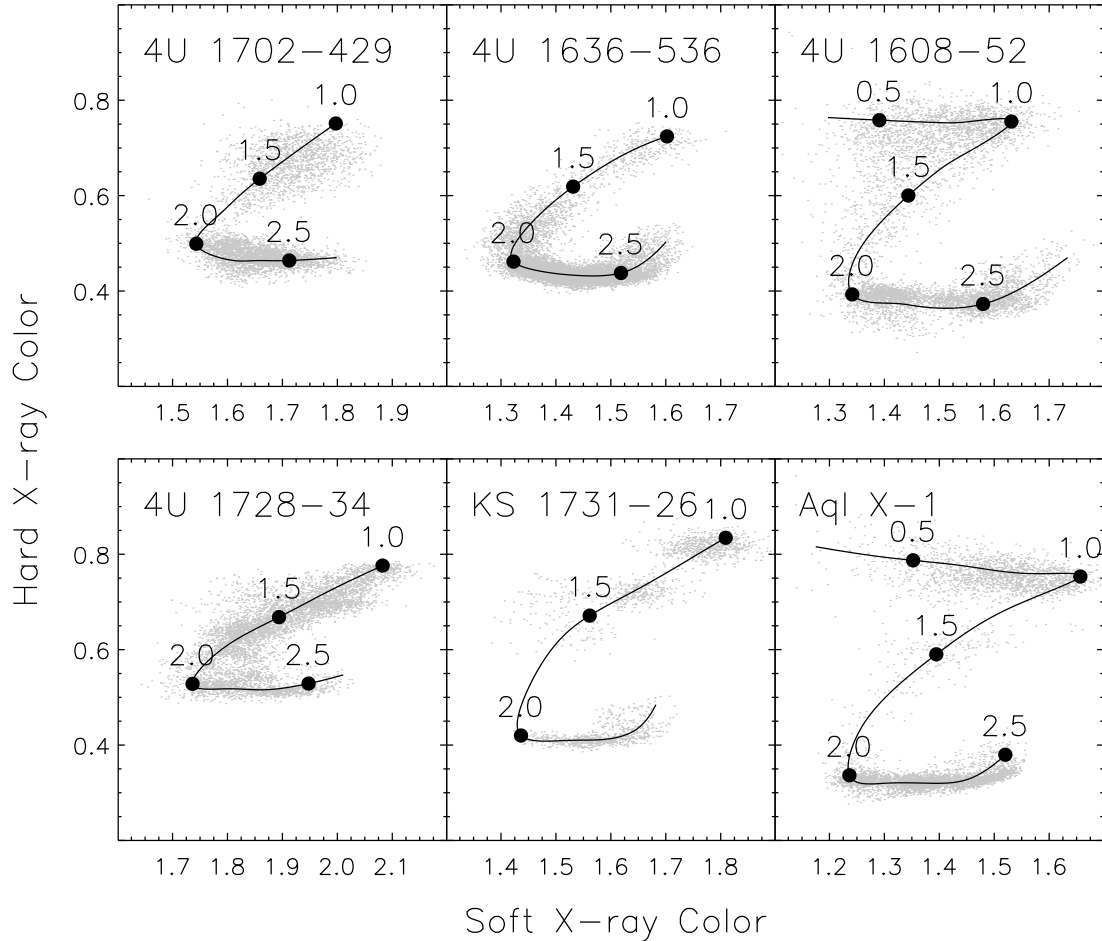 4U 1702−429
4U 1636−536
4U 1608−52
1.0
1.5
2.0
2.5
1.0
1.5
2.0
2.5
0.5
1.0
1.5
2.0
2.5
0.8
0.6
0.4
1.5 1.6 1.7 1.8 1.9
1.3 1.4 1.5 1.6 1.7
1.3 1.4 1.5 1.6 1.7
4U 1728−34
KS 1731−26
Aql X−1
1.0
1.5
2.0
2.5
1.0
1.5
2.0
0.5
1.0
1.5
2.0
2.5
0.8
0.6
0.4
1.7 1.8 1.9 2.0 2.1
1.4 1.5 1.6 1.7 1.8
1.2 1.3 1.4 1.5 1.6
Hard X−ray Color
Soft X−ray Color